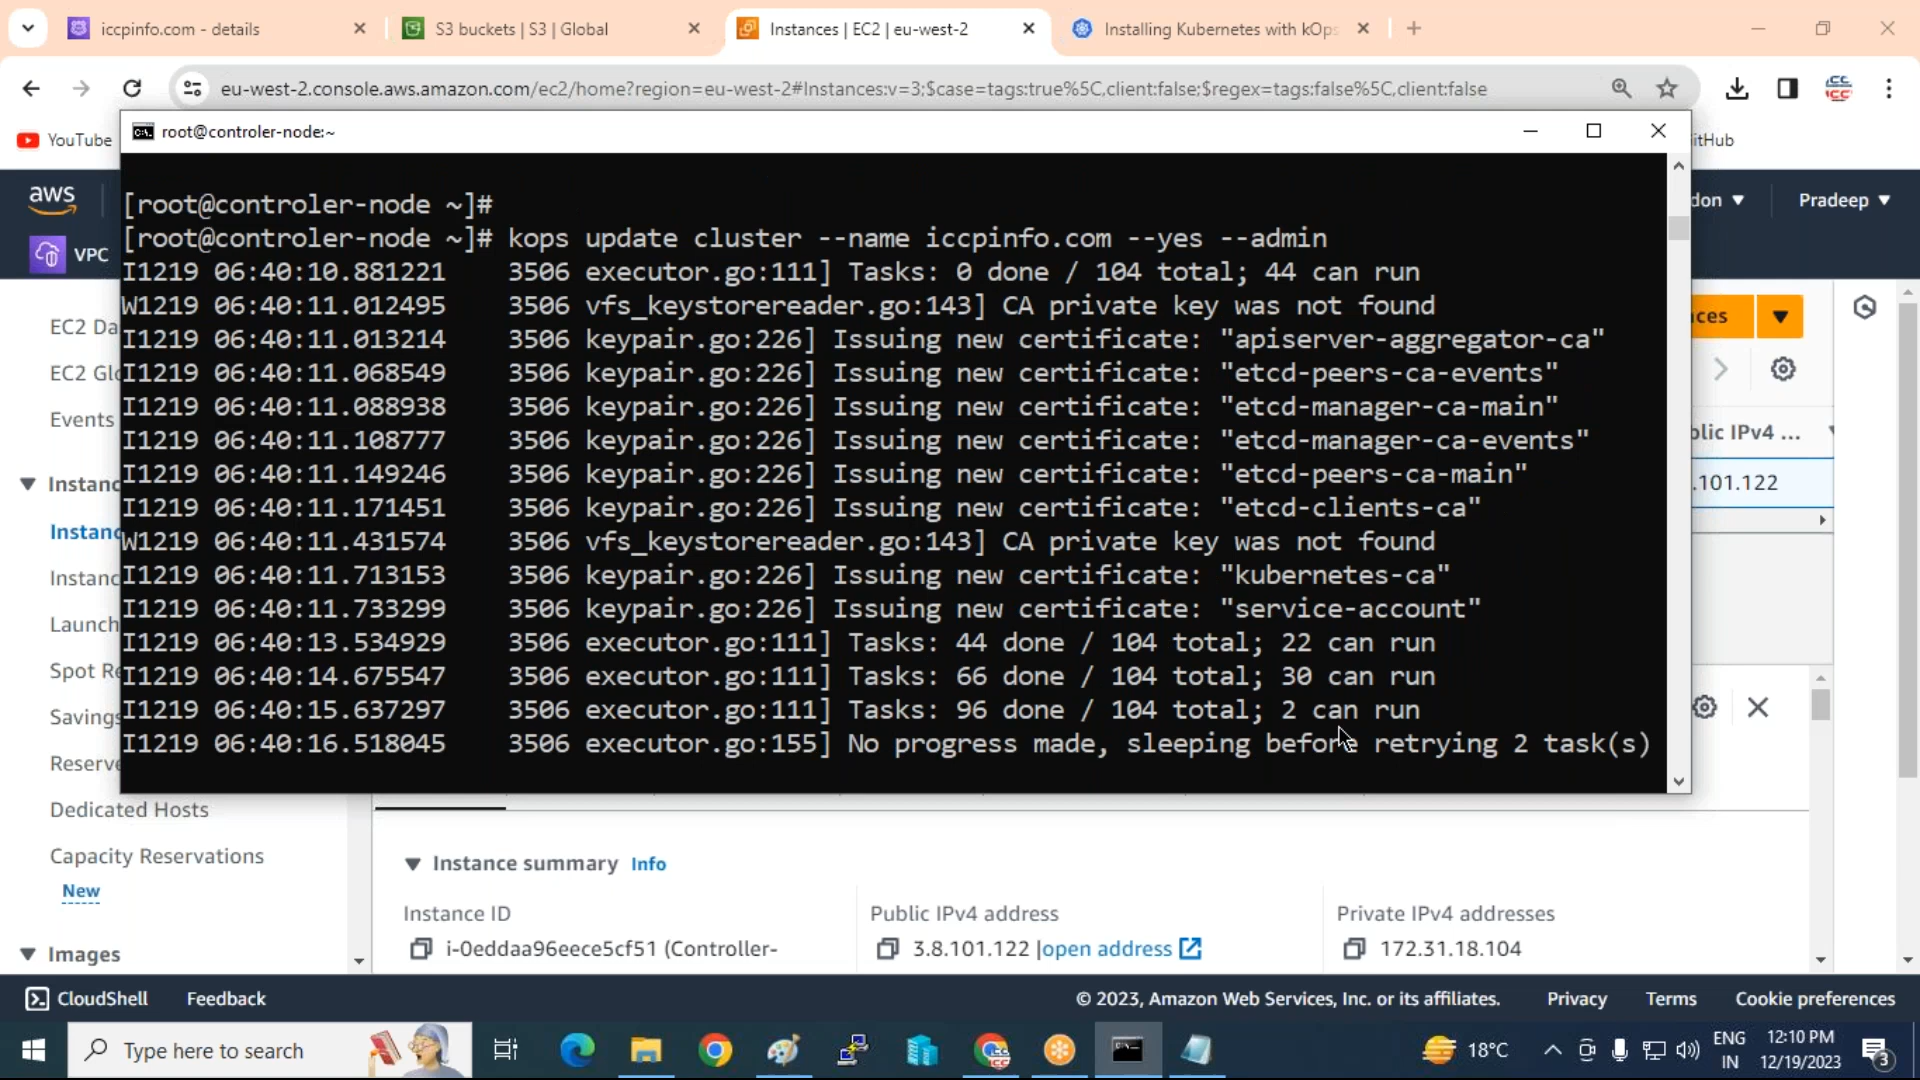 iccpinfo.com - details
S3 buckets | S3 | Global
Instances | EC2 | eu-west-2
Installing Kubernetes with kOps
eu-west-2.console.aws.amazon.com/ec2/home?region=eu-west-2#Instances:v=3;$case=tags:true%5C,client:false;$regex=tags:false%5C,client:false
YouTube
root@controler-node:~
itHub
aws
don
Pradeep
VPC
[root@controler-node ~]#
[root@controler-node ~]# kops update cluster --name iccpinfo.com --yes --admin
I1219 06:40:10.881221    3506 executor.go:111] Tasks: 0 done / 104 total; 44 can run
W1219 06:40:11.012495    3506 vfs_keystorereader.go:143] CA private key was not found
I1219 06:40:11.013214    3506 keypair.go:226] Issuing new certificate: "apiserver-aggregator-ca"
I1219 06:40:11.068549    3506 keypair.go:226] Issuing new certificate: "etcd-peers-ca-events"
I1219 06:40:11.088938    3506 keypair.go:226] Issuing new certificate: "etcd-manager-ca-main"
I1219 06:40:11.108777    3506 keypair.go:226] Issuing new certificate: "etcd-manager-ca-events"
I1219 06:40:11.149246    3506 keypair.go:226] Issuing new certificate: "etcd-peers-ca-main"
I1219 06:40:11.171451    3506 keypair.go:226] Issuing new certificate: "etcd-clients-ca"
W1219 06:40:11.431574    3506 vfs_keystorereader.go:143] CA private key was not found
I1219 06:40:11.713153    3506 keypair.go:226] Issuing new certificate: "kubernetes-ca"
I1219 06:40:11.733299    3506 keypair.go:226] Issuing new certificate: "service-account"
I1219 06:40:13.534929    3506 executor.go:111] Tasks: 44 done / 104 total; 22 can run
I1219 06:40:14.675547    3506 executor.go:111] Tasks: 66 done / 104 total; 30 can run
I1219 06:40:15.637297    3506 executor.go:111] Tasks: 96 done / 104 total; 2 can run
I1219 06:40:16.518045    3506 executor.go:155] No progress made, sleeping before retrying 2 task(s)
EC2 Da
EC2 Glo
Events
Instanc
Instanc
Instanc
Launch
Spot Re
Savings
Reserve
Dedicated Hosts
Capacity Reservations
New
Images
ces
blic IPv4 ...
.101.122
Instance summary Info
Instance ID
i-0eddaa96eece5cf51 (Controller-
Public IPv4 address
3.8.101.122 |open address
Private IPv4 addresses
172.31.18.104
CloudShell
Feedback
© 2023, Amazon Web Services, Inc. or its affiliates.
Privacy
Terms
Cookie preferences
Type here to search
18°C
ENG
IN
12:10 PM
12/19/2023
3